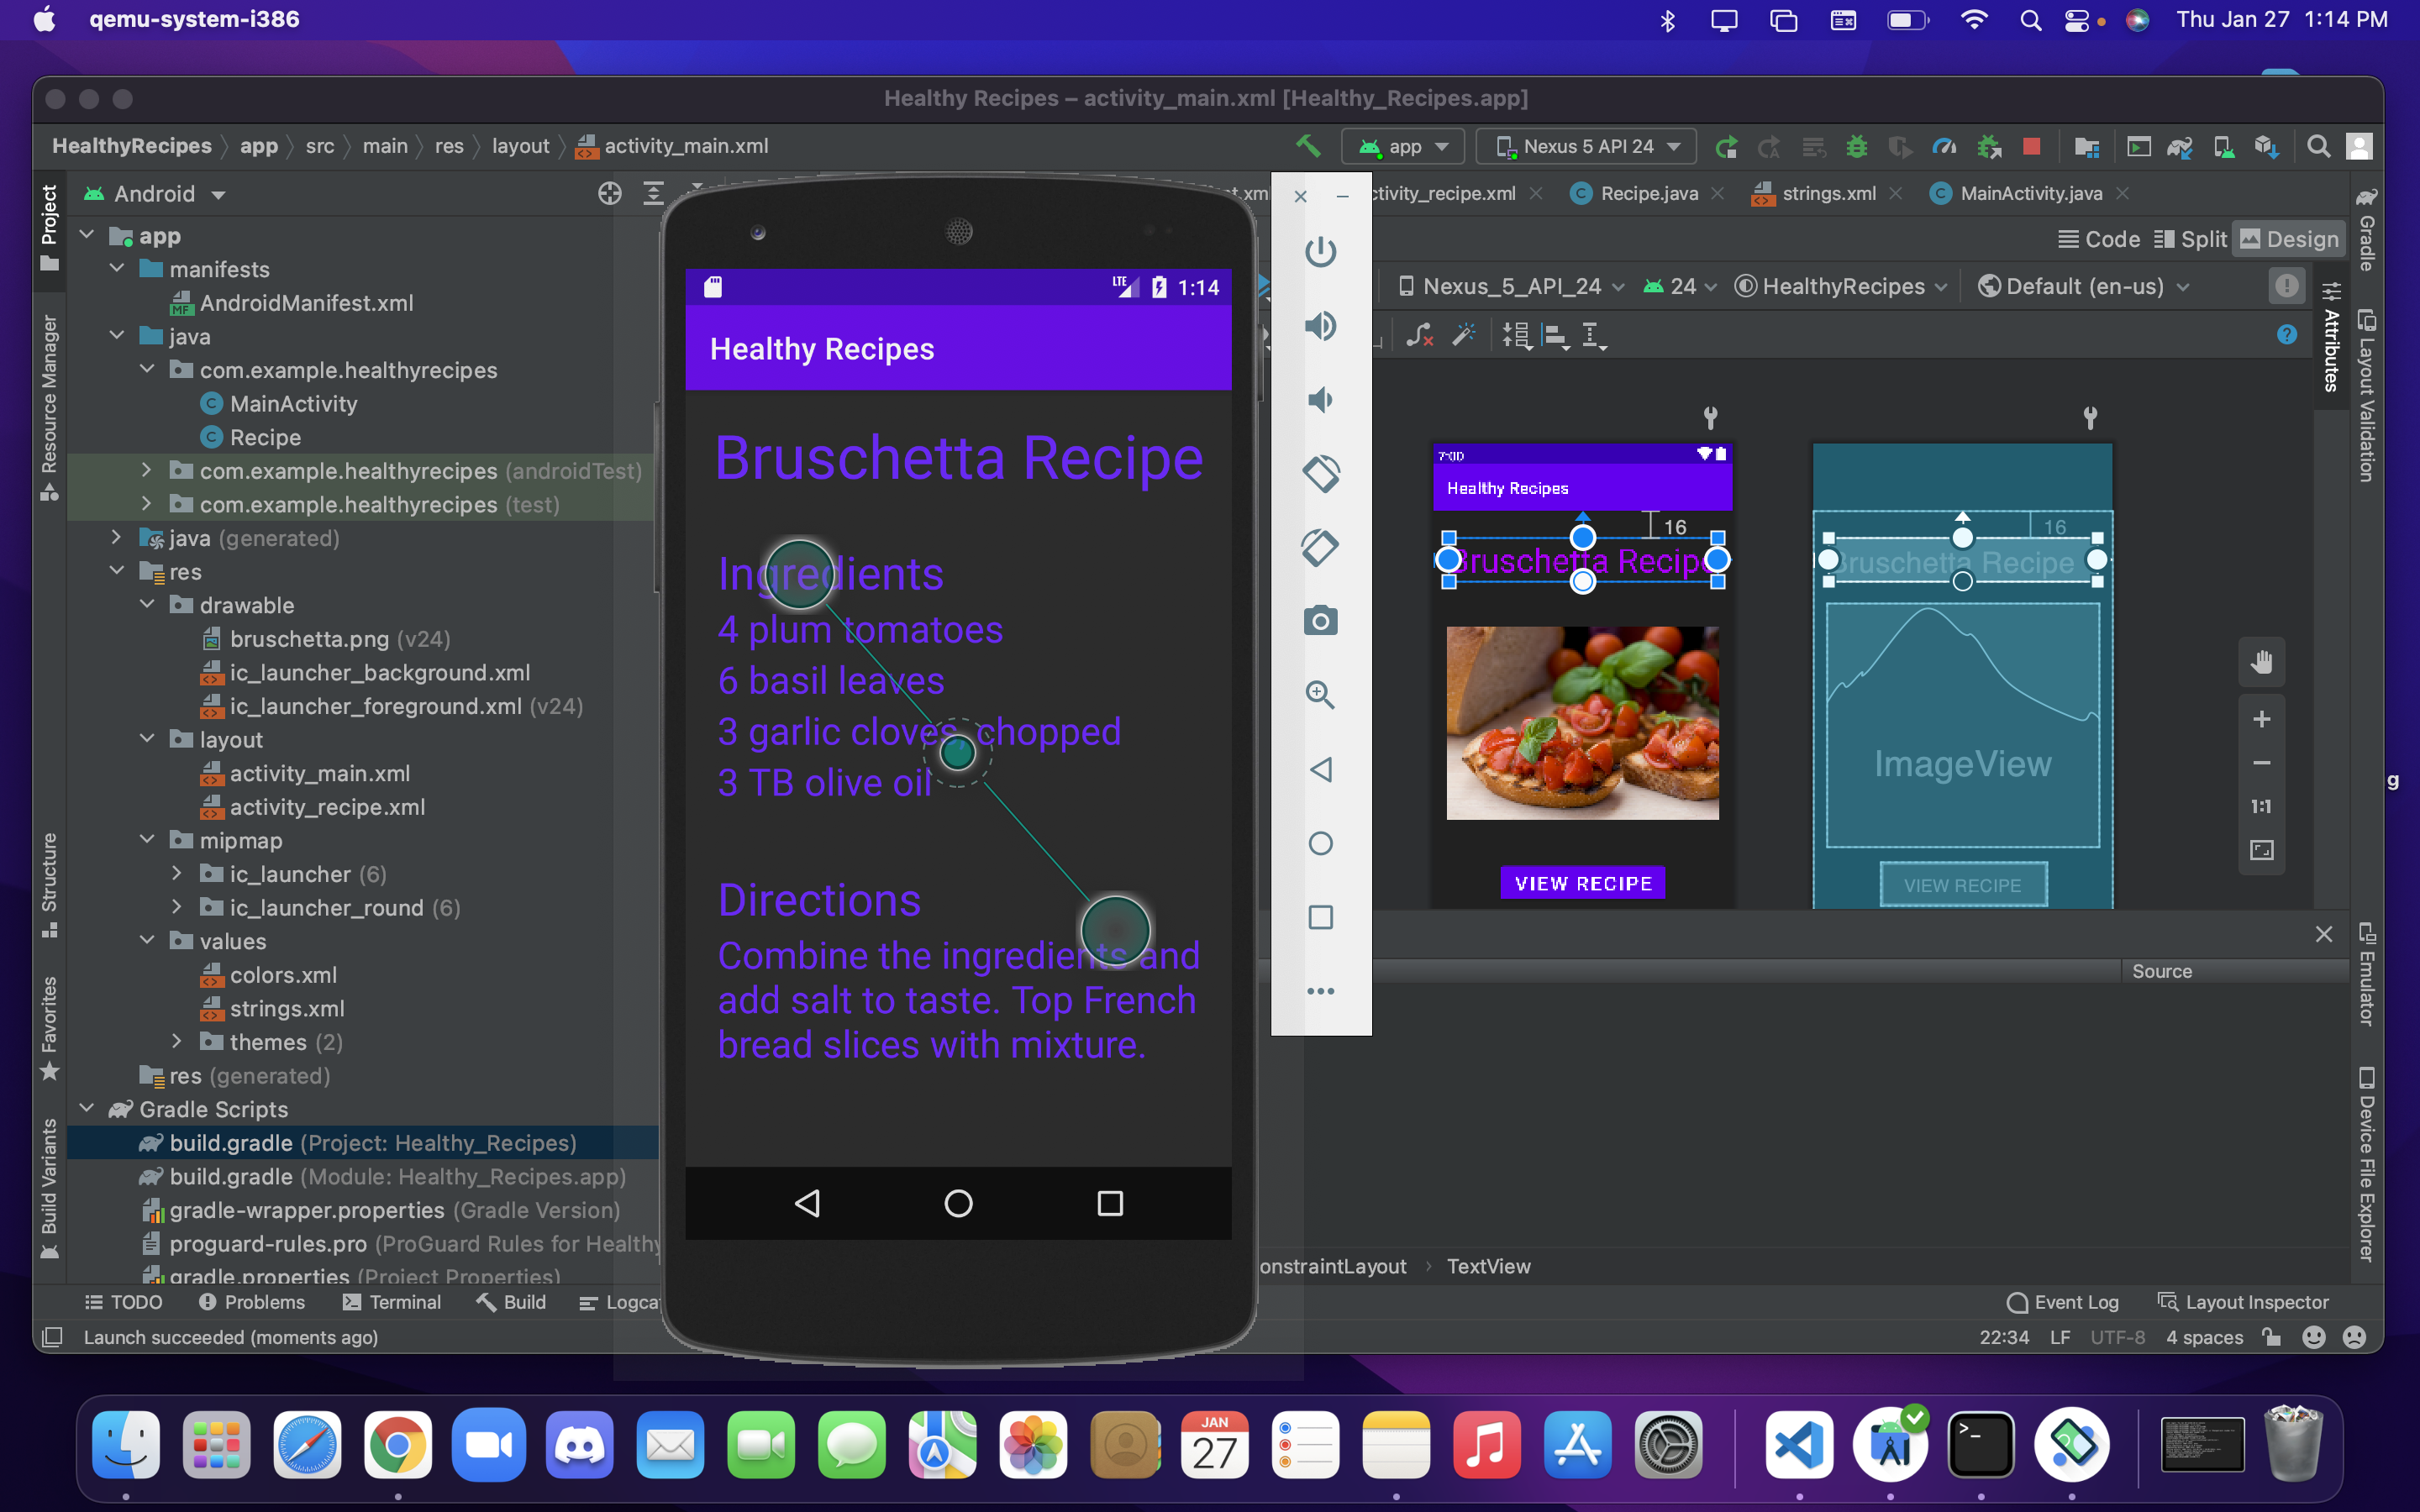 qemu-system-i386
Thu Jan 27 1:14 PM
Healthy Recipes – activity_main.xml [Healthy_Recipes.app]
HealthyRecipes app src main res layout activity_main.xml
app
Nexus 5 API 24
Android
ctivity_recipe.xml
Recipe.java
strings.xml
MainActivity.java
Code
Split
Design
Nexus_5_API_24
24
HealthyRecipes
Default (en-us)
Project
Resource Manager
Structure
Favorites
Build Variants
app
manifests
AndroidManifest.xml
java
com.example.healthyrecipes
MainActivity
Recipe
com.example.healthyrecipes (androidTest)
com.example.healthyrecipes (test)
java (generated)
res
drawable
bruschetta.png (v24)
ic_launcher_background.xml
ic_launcher_foreground.xml (v24)
layout
activity_main.xml
activity_recipe.xml
mipmap
ic_launcher (6)
ic_launcher_round (6)
values
colors.xml
strings.xml
themes (2)
res (generated)
Gradle Scripts
build.gradle (Project: Healthy_Recipes)
build.gradle (Module: Healthy_Recipes.app)
gradle-wrapper.properties (Gradle Version)
proguard-rules.pro (ProGuard Rules for Healthy
gradle.properties (Project Properties)
LTE 1:14
Healthy Recipes
Bruschetta Recipe
Ingredients
4 plum tomatoes
6 basil leaves
3 garlic cloves, chopped
3 TB olive oil
Directions
Combine the ingredients and
add salt to taste. Top French
bread slices with mixture.
Healthy Recipes
16
Bruschetta Recipe
VIEW RECIPE
16
Bruschetta Recipe
ImageView
VIEW RECIPE
1:1
Source
Gradle
Attributes
Layout Validation
Emulator
Device File Explorer
onstraintLayout TextView
TODO
Problems
Terminal
Build
Logca
Event Log
Layout Inspector
Launch succeeded (moments ago)
22:34 LF UTF-8 4 spaces
JAN
27